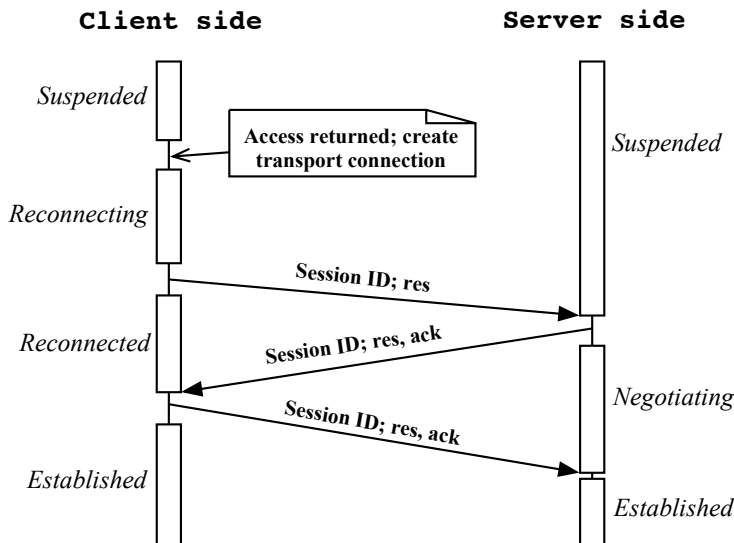 Client side
Server side
Suspended
Access returned; create
transport connection
Suspended
Reconnecting
Session ID; res
Reconnected
Session ID; res, ack
Negotiating
Session ID; res, ack
Established
Established